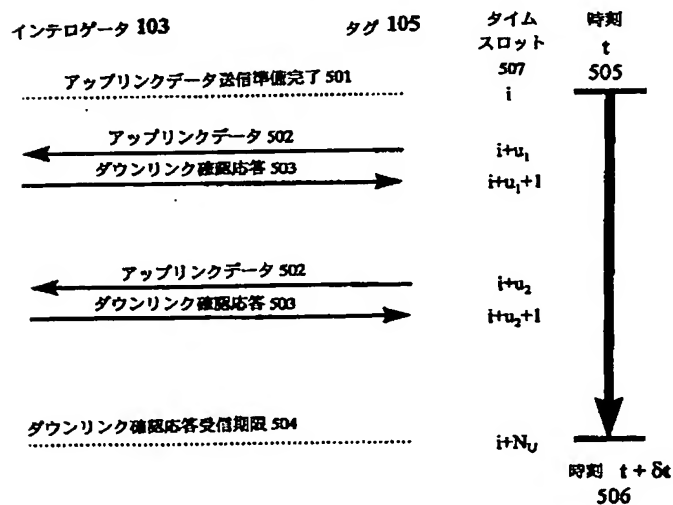 インテロゲータ 103
タグ 105
タイム
スロット
507
時刻
t
505
アップリンクデータ送信準備完了 501
i
アップリンクデータ 502
i+u₁
ダウンリンク確認応答 503
i+u₁+1
アップリンクデータ 502
i+u₂
ダウンリンク確認応答 503
i+u₂+1
ダウンリンク確認応答受信期限 504
i+N_U
時刻 t + δt
506